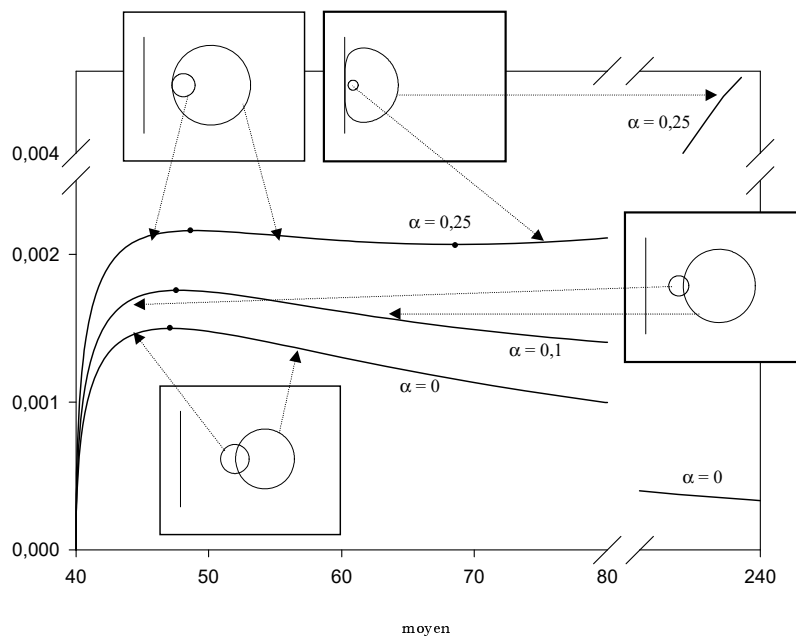 0,004
α = 0,25
α = 0,25
0,002
α = 0,1
α = 0
0,001
α = 0
0,000
40
50
60
70
80
240
moyen